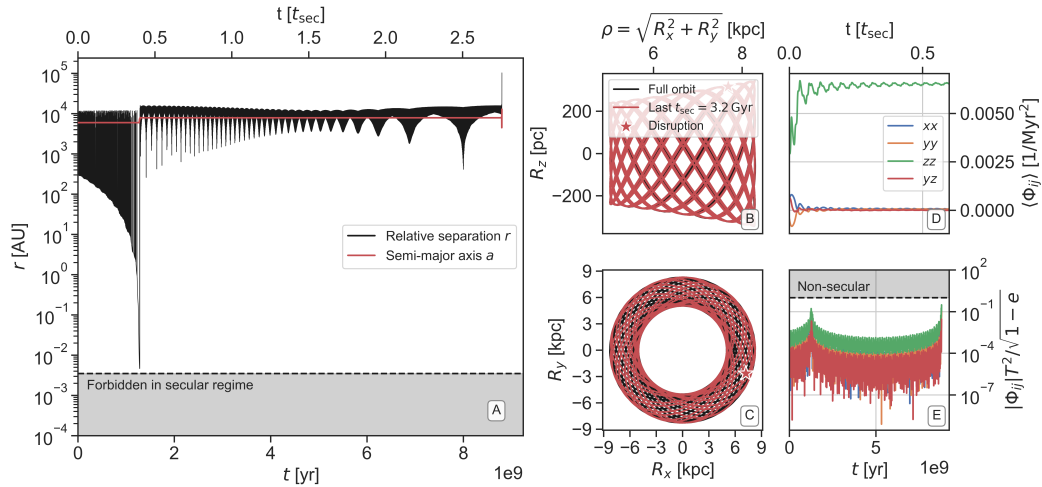 t [t_sec]
0.0 0.5 1.0 1.5 2.0 2.5
10^5
10^4
10^3
10^2
10^1
10^0
10^−1
10^−2
10^−3
10^−4
r [AU]
Relative separation r
Semi-major axis a
Forbidden in secular regime
A
0 2 4 6 8
t [yr]
1e9
ρ = √(R_x^2 + R_y^2) [kpc]
6 8
200
0
−200
R_z [pc]
Full orbit
Last t_sec = 3.2 Gyr
Disruption
B
t [t_sec]
0.0 0.5
xx
yy
zz
yz
D
0.0050
0.0025
0.0000
⟨Φ_ij⟩ [1/Myr^2]
9
6
3
0
−3
−6
−9
R_y [kpc]
C
−9 −6 −3 0 3 6 9
R_x [kpc]
Non-secular
E
10^2
10^−1
10^−4
10^−7
|Φ_ij|T^2/√1 − e
0 5
t [yr]
1e9